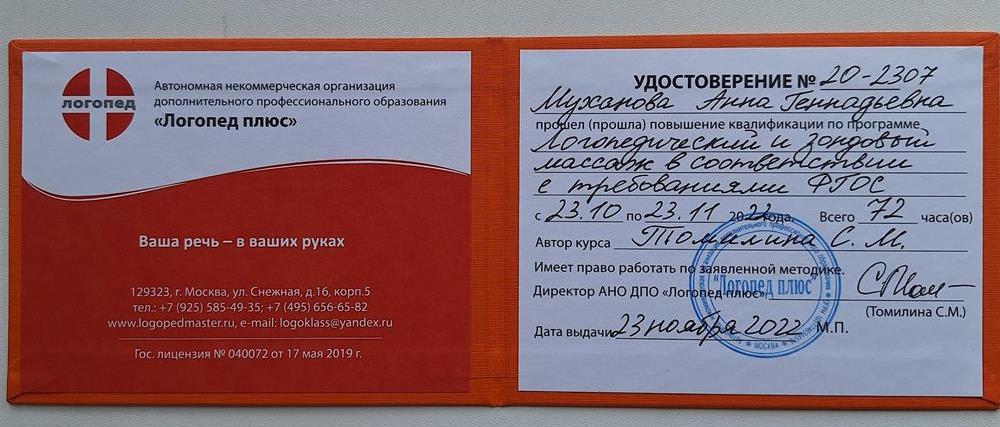 логопед
Автономная некоммерческая организация
дополнительного профессионального образования
«Логопед плюс»
Ваша речь – в ваших руках
129323, г. Москва, ул. Снежная, д.16, корп.5
тел.: +7 (925) 585-49-35; +7 (495) 656-65-82
www.logopedmaster.ru, e-mail: logoklass@yandex.ru
Гос. лицензия № 040072 от 17 мая 2019 г.
УДОСТОВЕРЕНИЕ № 20-2307
Муханова Анна Геннадьевна
прошел (прошла) повышение квалификации по программе
Логопедический и зондовый
массаж в соответствии
с требованиями ФГОС
с 23.10 по 23.11 2022 года. Всего 72 часа(ов)
Автор курса Томилина С. М.
Имеет право работать по заявленной методике.
Директор АНО ДПО «Логопед плюс»
(Томилина С.М.)
Дата выдачи 23 ноября 2022 М.П.
"Логопед плюс"
МОСКВА